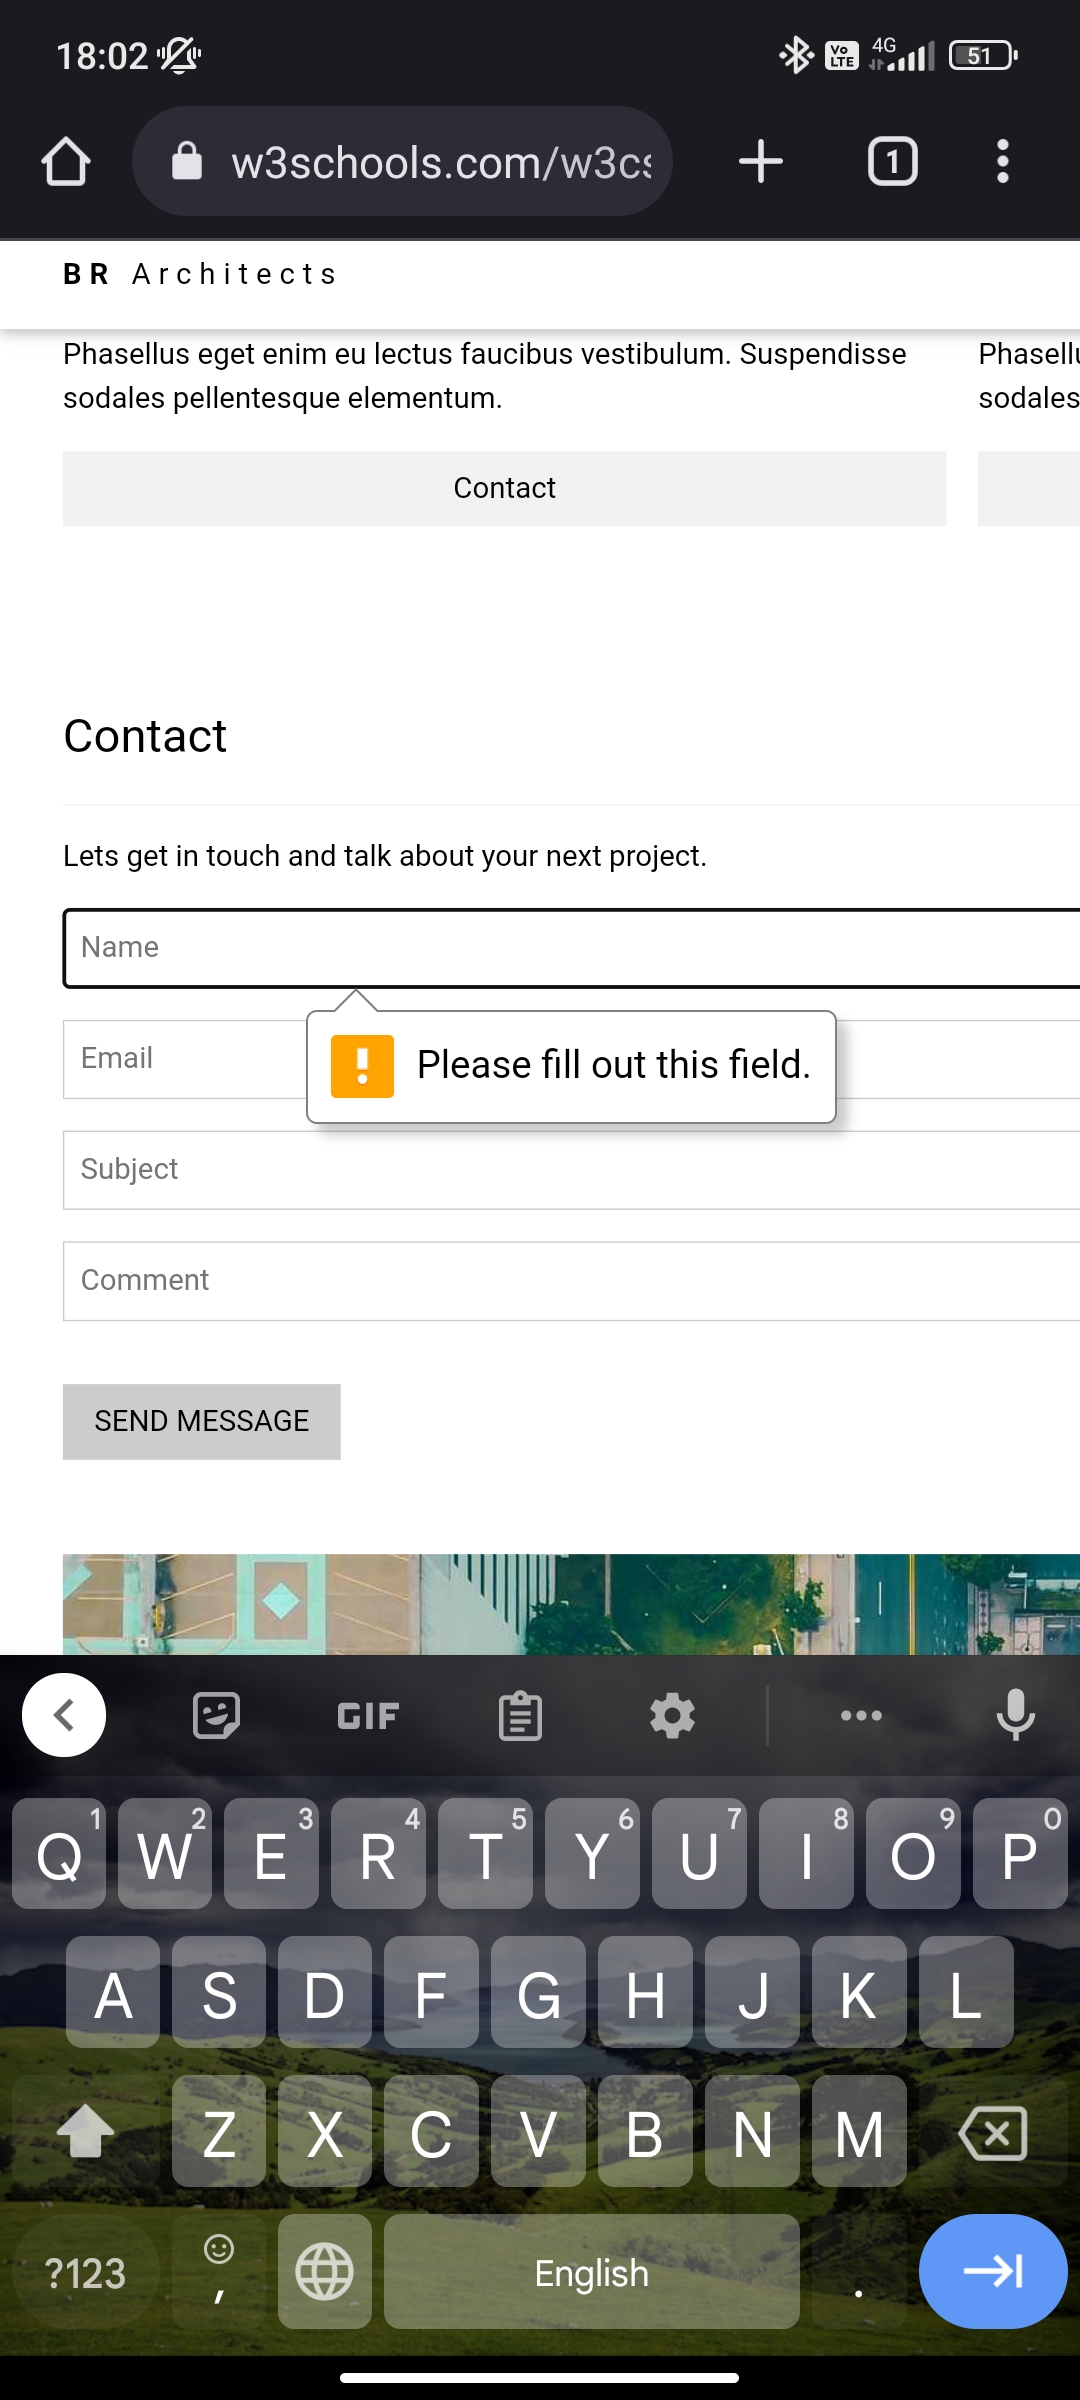 18:02 Vo LTE 4G 51
w3schools.com/w3cs
1
BR Architects
Phasellus eget enim eu lectus faucibus vestibulum. Suspendisse
sodales pellentesque elementum.
Phasellu
sodales
Contact
Contact
Lets get in touch and talk about your next project.
Name
Please fill out this field.
Email
Subject
Comment
SEND MESSAGE
GIF
1 2 3 4 5 6 7 8 9 0
Q W E R T Y U I O P
A S D F G H J K L
Z X C V B N M
?123 , English .